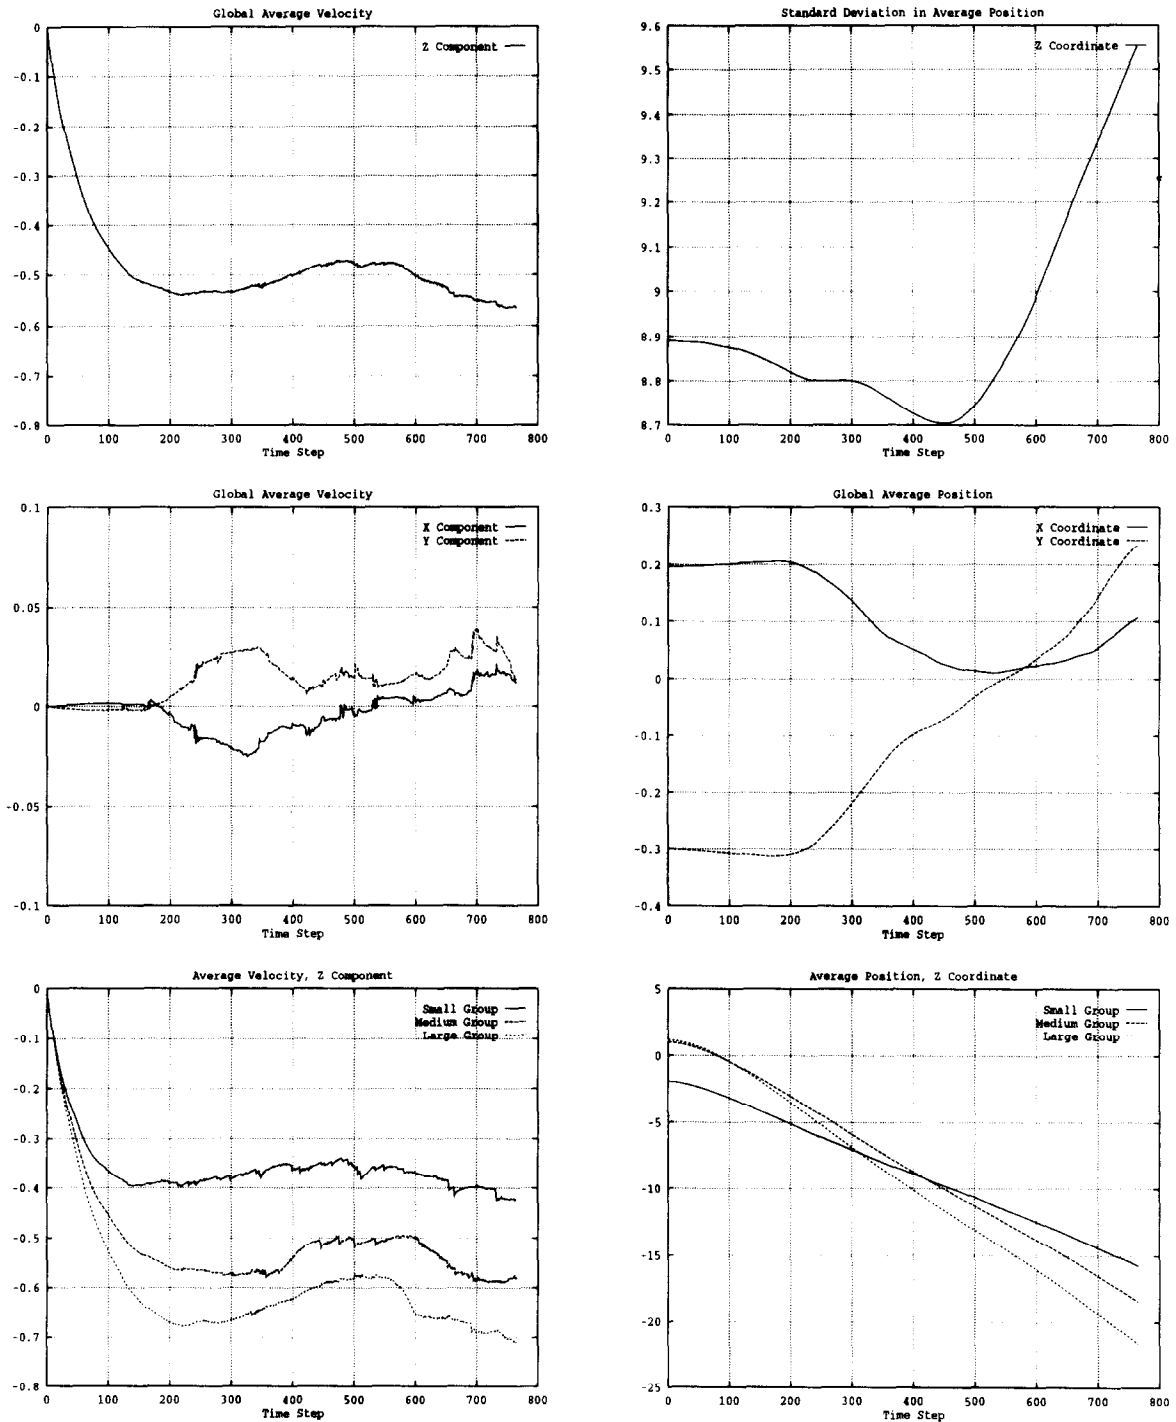 Global Average Velocity
Z Component
0
-0.1
-0.2
-0.3
-0.4
-0.5
-0.6
-0.7
-0.8
0 100 200 300 400 500 600 700 800
Time Step
Standard Deviation in Average Position
Z Coordinate
9.6
9.5
9.4
9.3
9.2
9.1
9
8.9
8.8
8.7
0 100 200 300 400 500 600 700 800
Time Step
Global Average Velocity
X Component
Y Component
0.1
0.05
0
-0.05
-0.1
0 100 200 300 400 500 600 700 800
Time Step
Global Average Position
X Coordinate
Y Coordinate
0.3
0.2
0.1
0
-0.1
-0.2
-0.3
-0.4
0 100 200 300 400 500 600 700 800
Time Step
Average Velocity, Z Component
Small Group
Medium Group
Large Group
0
-0.1
-0.2
-0.3
-0.4
-0.5
-0.6
-0.7
-0.8
0 100 200 300 400 500 600 700 800
Time Step
Average Position, Z Coordinate
Small Group
Medium Group
Large Group
5
0
-5
-10
-15
-20
-25
0 100 200 300 400 500 600 700 800
Time Step